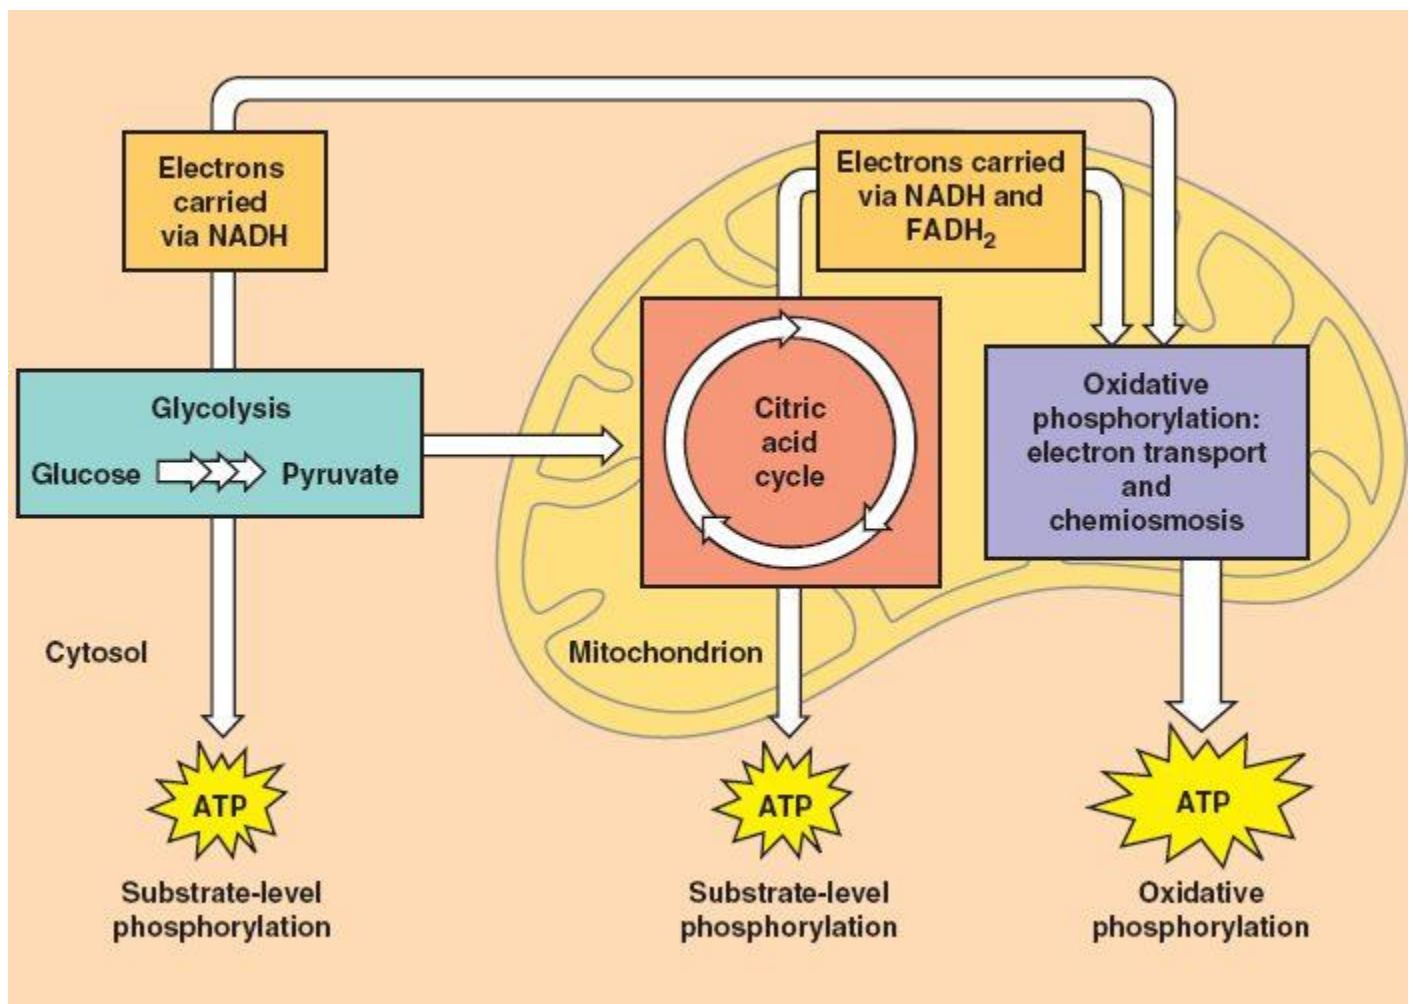 Electrons
carried
via NADH
Electrons carried
via NADH and
FADH₂
Glycolysis
Glucose Pyruvate
Citric
acid
cycle
Oxidative
phosphorylation:
electron transport
and
chemiosmosis
Cytosol
Mitochondrion
ATP
ATP
ATP
Substrate-level
phosphorylation
Substrate-level
phosphorylation
Oxidative
phosphorylation